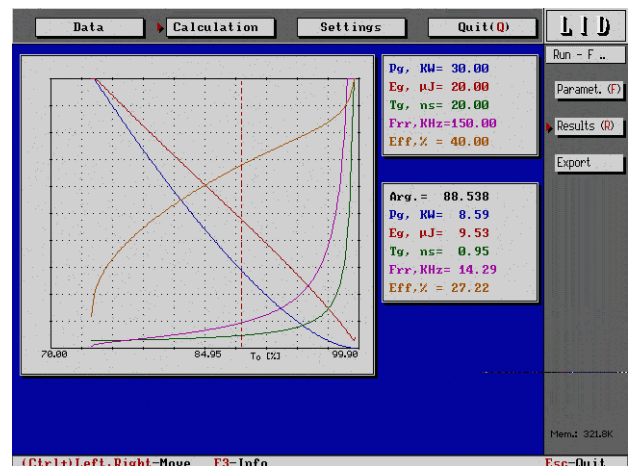 Data
Calculation
Settings
Quit(Q)
LID
Run - F ..
Paramet. (F)
Results (R)
Export
Pg, KW= 30.00
Eg, µJ= 20.00
Tg, ns= 20.00
Frr,KHz=150.00
Eff,% = 40.00
Arg.= 88.538
Pg, KW= 8.59
Eg, µJ= 9.53
Tg, ns= 0.95
Frr,KHz= 14.29
Eff,% = 27.22
70.00
84.95
To [%]
99.90
Mem.: 321.8K
(Ctrl+)Left,Right-Move F3-Info
Esc-Quit